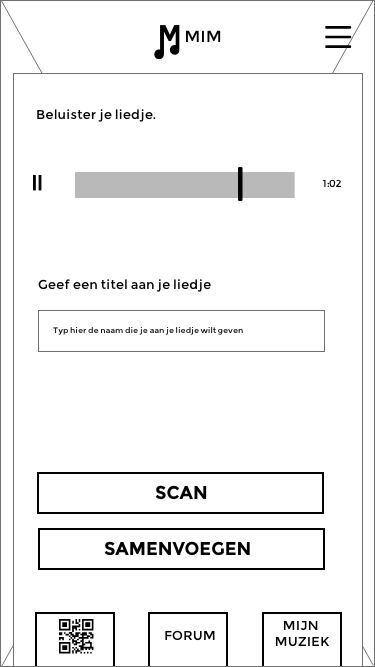 MIM
Beluister je liedje.
1:02
Geef een titel aan je liedje
Typ hier de naam die je aan je liedje wilt geven
SCAN
SAMENVOEGEN
FORUM
MIJN
MUZIEK